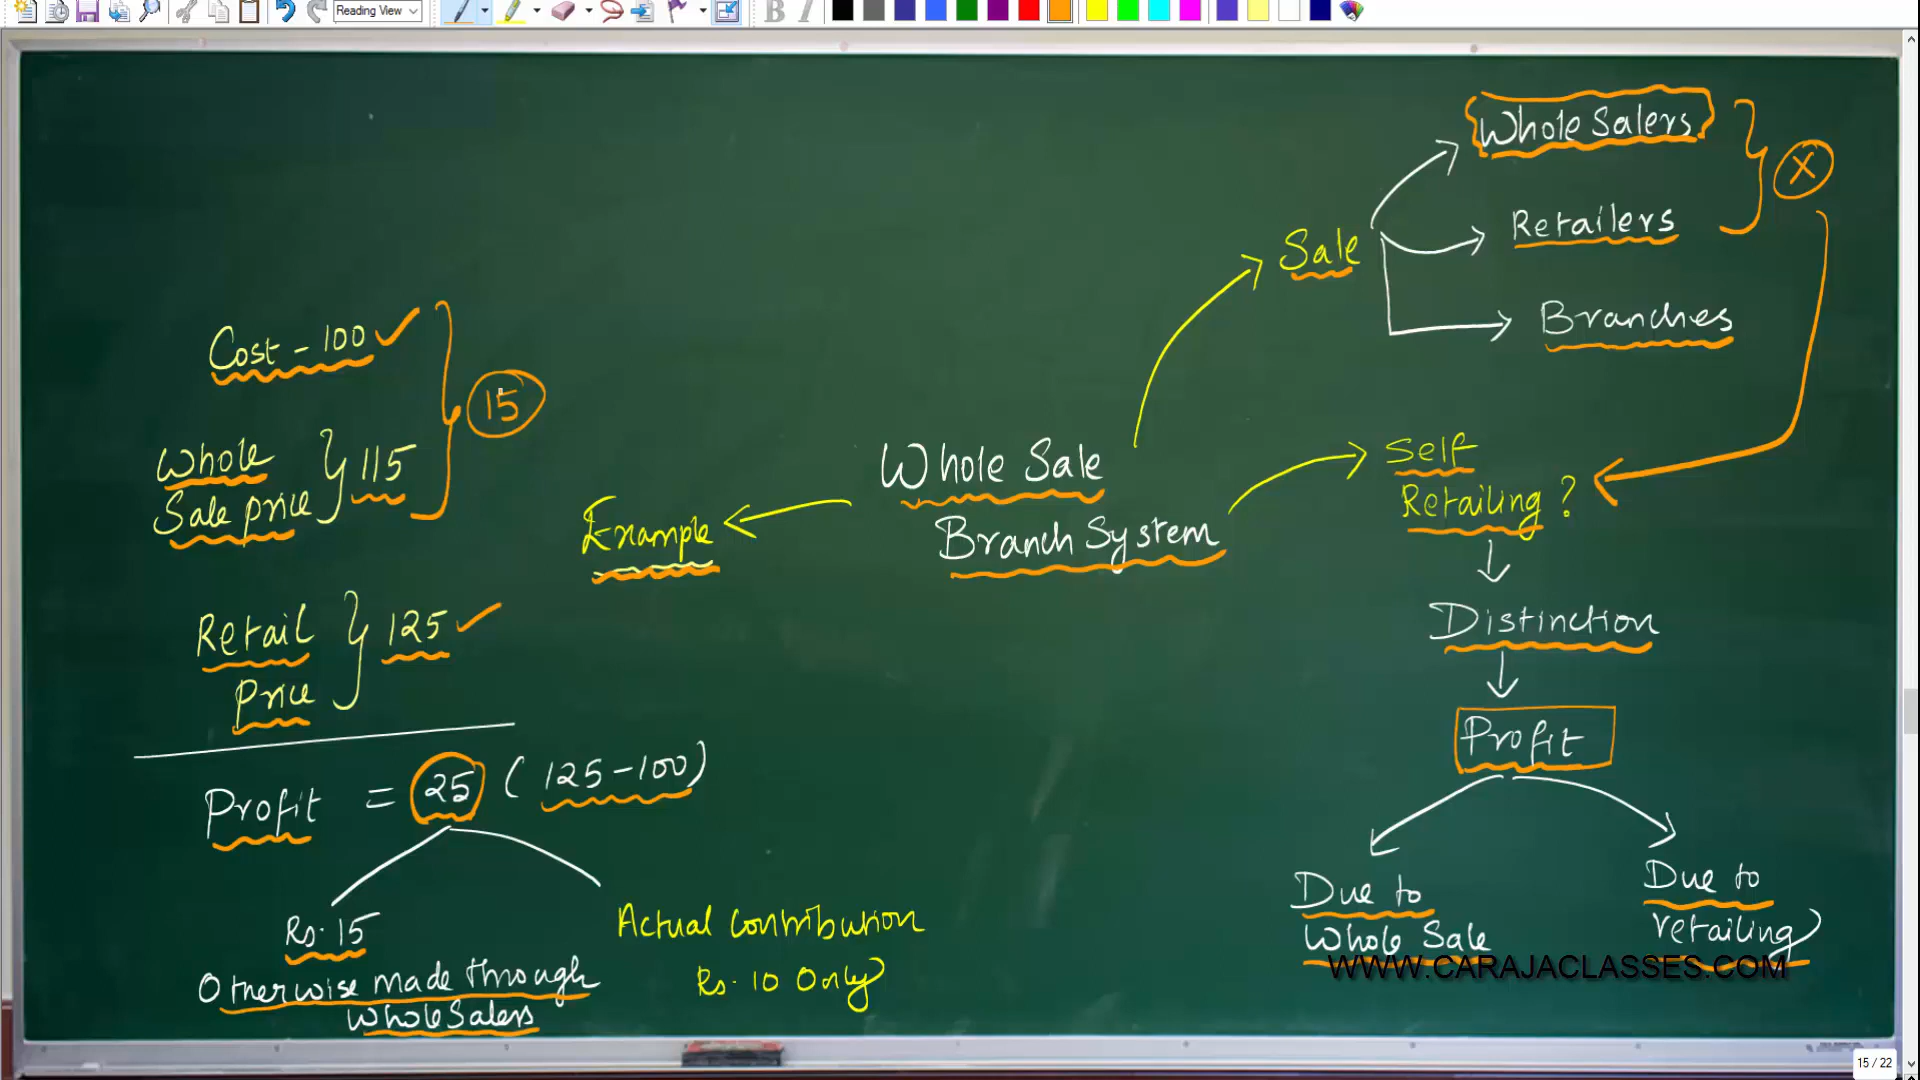 Reading View
Whole Salers
X
Retailers
Sale
Branches
Cost - 100
15
Whole
Sale price } 115
Whole Sale
Branch System
Example
Self
Retailing ?
Retail
Price } 125
Distinction
Profit
Profit = 25 (125-100)
Due to
Whole Sale
Due to
retailing
Rs. 15
Otherwise made through
Whole Salers
Actual Contribution
Rs. 10 Only
WWW.CARAJACLASSES.COM
15 / 22